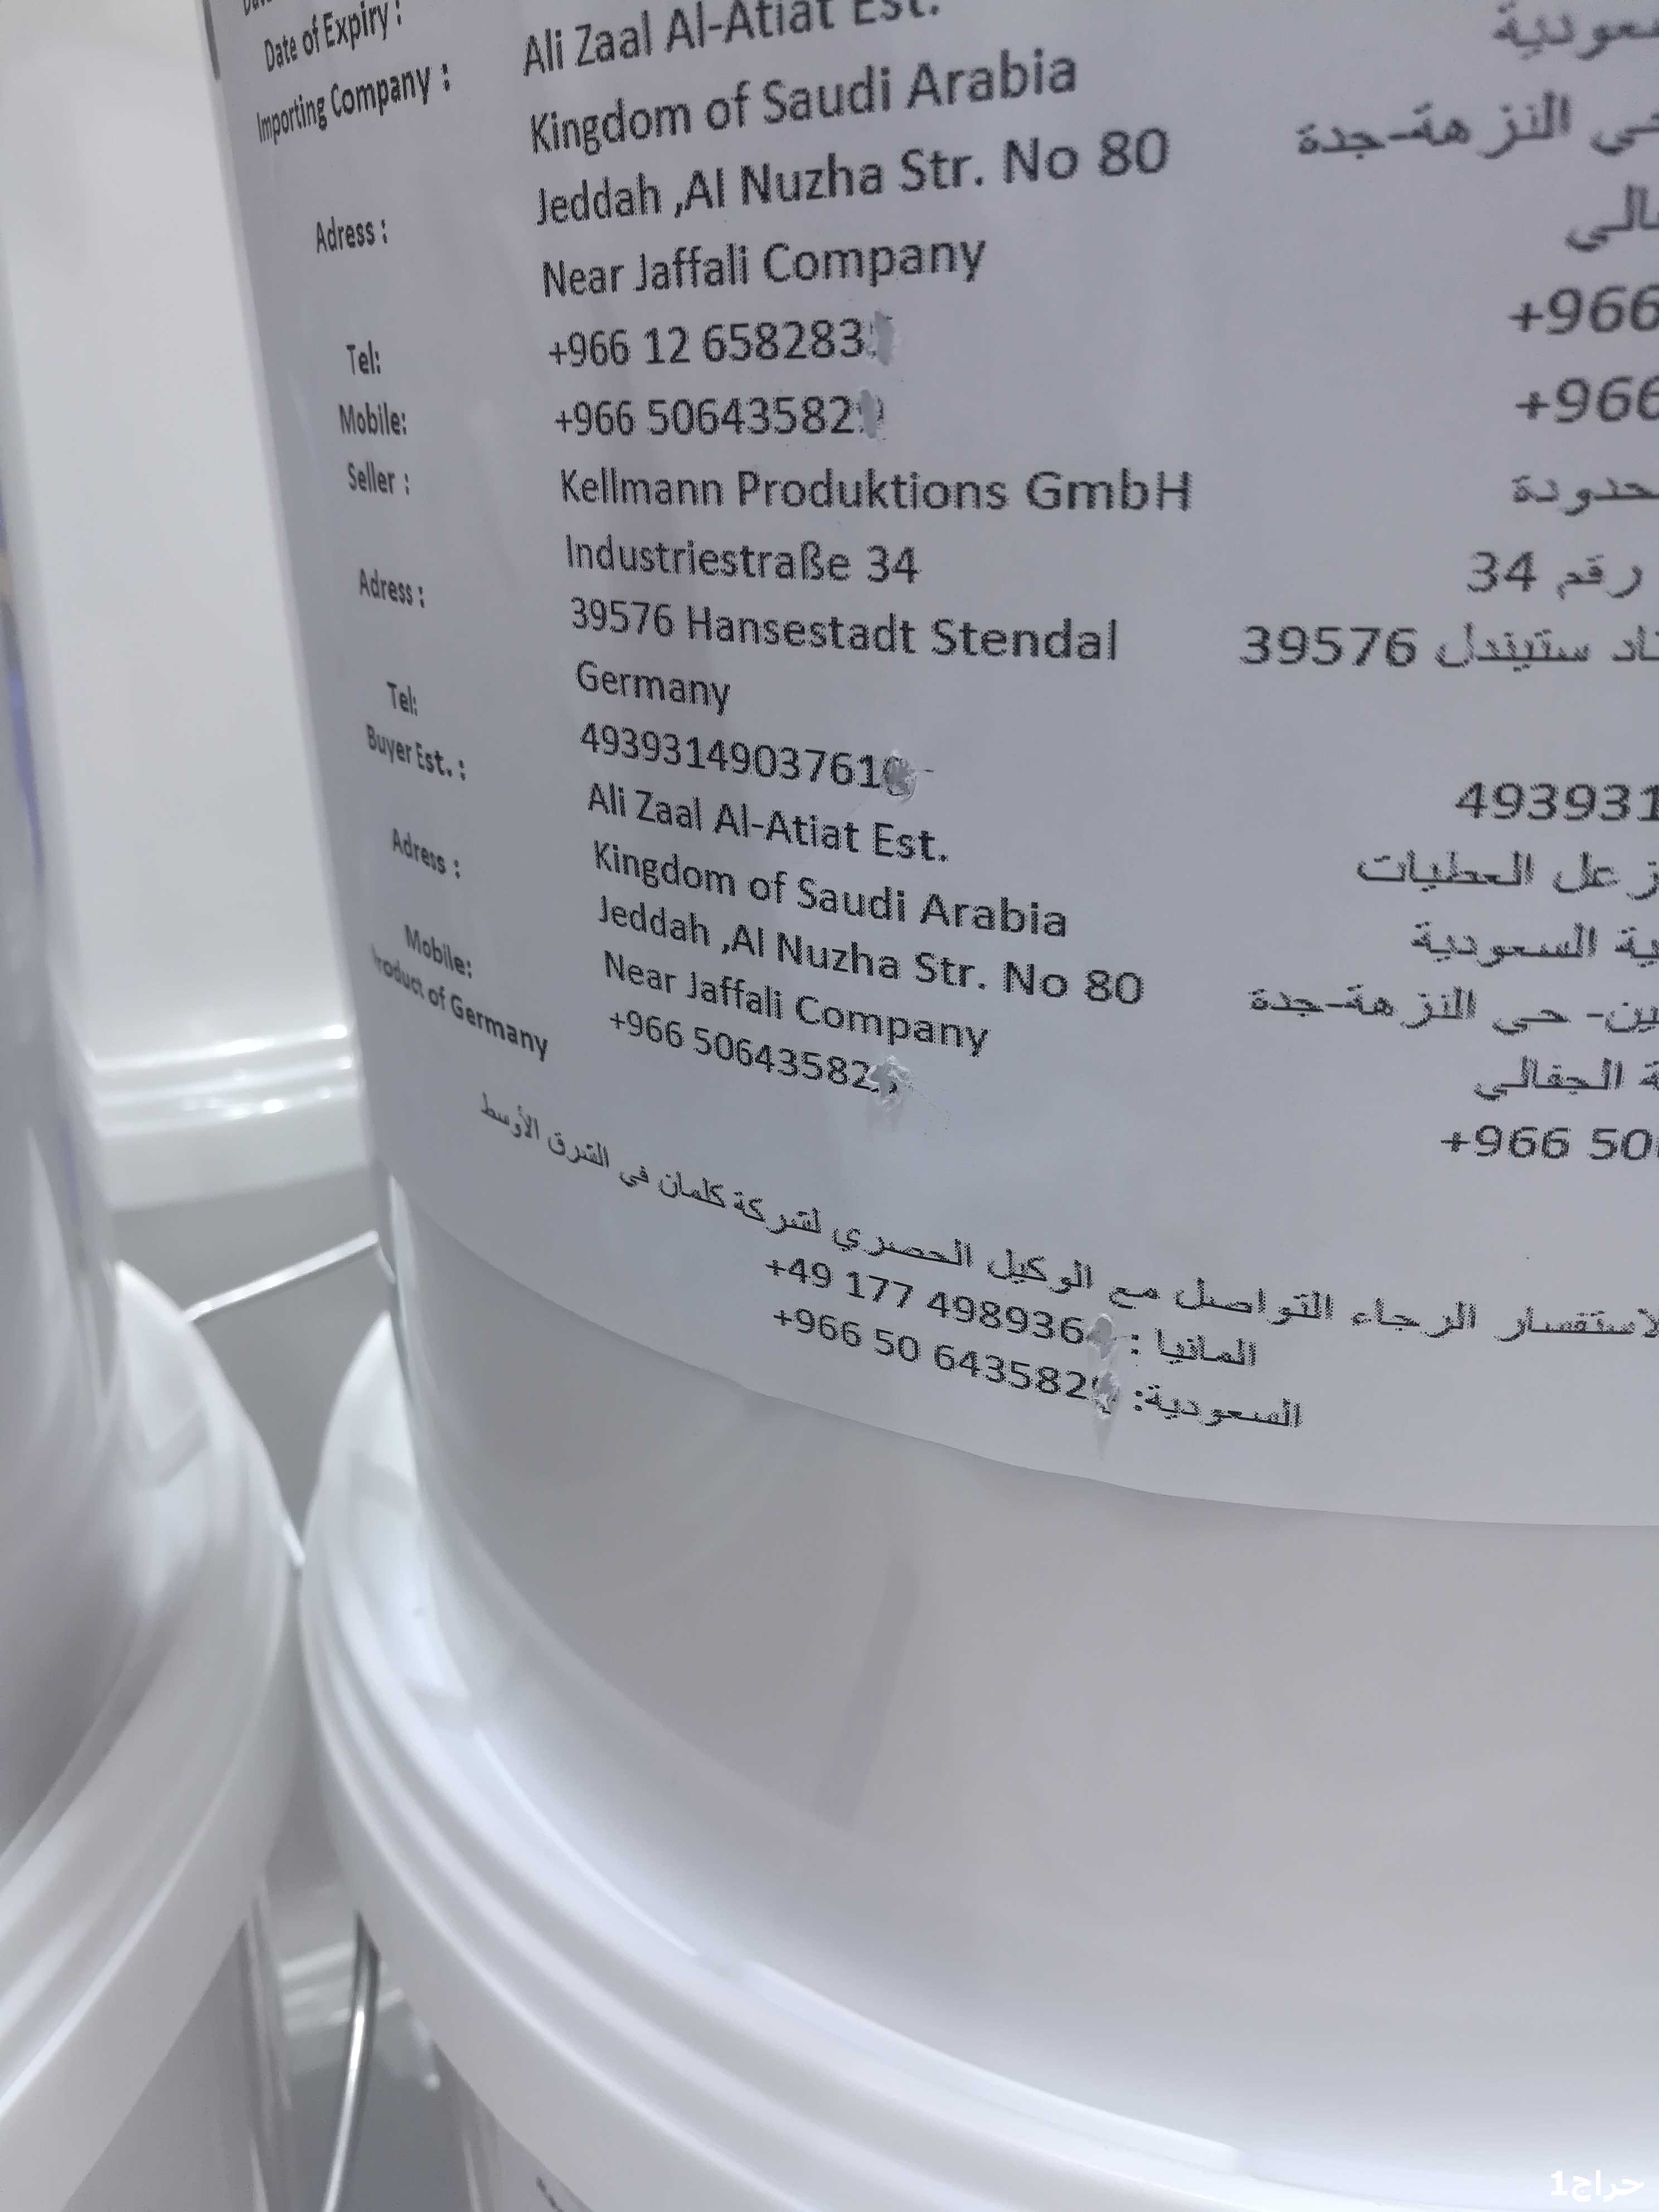 Date of Expiry :
Importing Company :
Ali Zaal Al-Atiat Est.
Kingdom of Saudi Arabia
سعودية
Adress :
Jeddah ,Al Nuzha Str. No 80
حي النزهة-جدة
Near Jaffali Company
Tel:
+966 12 658283
+966
Mobile:
+966 50643582
+966
Seller :
Kellmann Produktions GmbH
Adress :
Industriestraße 34
رقم 34
39576 Hansestadt Stendal
ستيندل 39576
Germany
Tel:
4939314903761
493931
Buyer Est. :
Ali Zaal Al-Atiat Est.
زعل العطيات
Adress :
Kingdom of Saudi Arabia
السعودية
Jeddah ,Al Nuzha Str. No 80
حي النزهة-جدة
Near Jaffali Company
الجفالي
Mobile:
+966 50643582
+966 50
Product of Germany
الرجاء التواصل مع الوكيل الحصري لشركة كلمان في الشرق الأوسط
المانيا : +49 177 498936
السعودية: +966 50 643582
حراج1